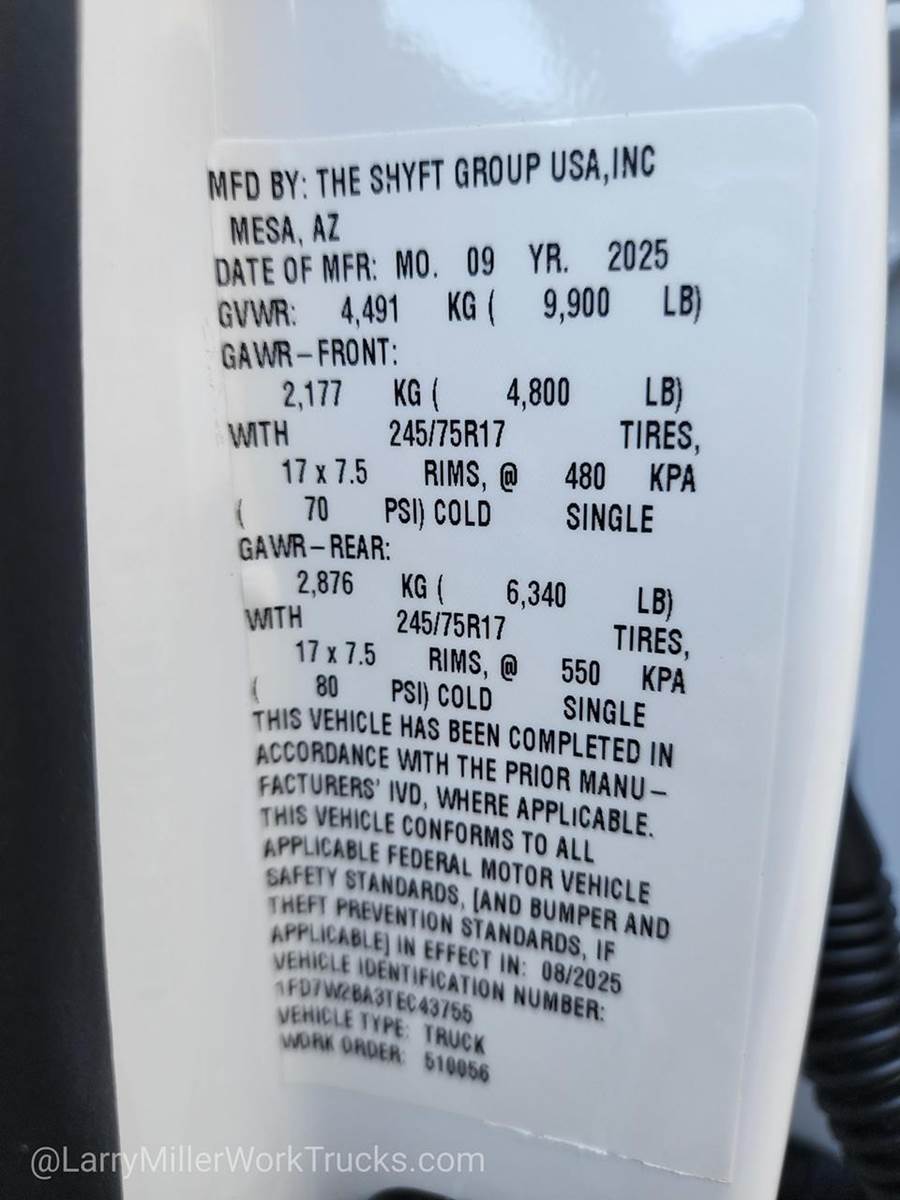 MFD BY: THE SHYFT GROUP USA,INC
MESA, AZ
DATE OF MFR: MO. 09 YR. 2025
GVWR: 4,491 KG ( 9,900 LB)
GAWR-FRONT:
2,177 KG ( 4,800 LB)
WITH 245/75R17 TIRES,
17 x 7.5 RIMS, @ 480 KPA
( 70 PSI) COLD SINGLE
GAWR-REAR:
2,876 KG ( 6,340 LB)
WITH 245/75R17 TIRES,
17 x 7.5 RIMS, @ 550 KPA
( 80 PSI) COLD SINGLE
THIS VEHICLE HAS BEEN COMPLETED IN
ACCORDANCE WITH THE PRIOR MANU-
FACTURERS' IVD, WHERE APPLICABLE.
THIS VEHICLE CONFORMS TO ALL
APPLICABLE FEDERAL MOTOR VEHICLE
SAFETY STANDARDS, [AND BUMPER AND
THEFT PREVENTION STANDARDS, IF
APPLICABLE] IN EFFECT IN: 08/2025
VEHICLE IDENTIFICATION NUMBER:
1FD7W2BA3TEC43755
VEHICLE TYPE: TRUCK
WORK ORDER: 510056
@LarryMillerWorkTrucks.com